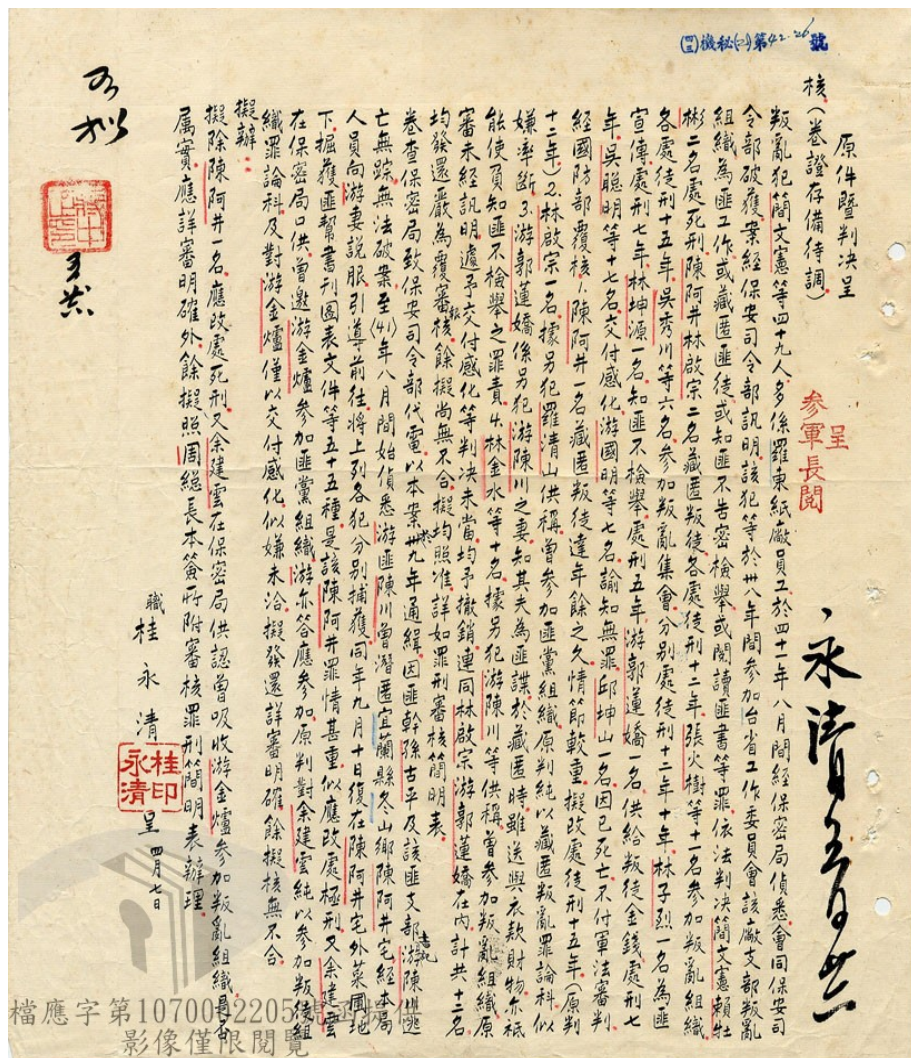 (四三)機秘(乙)第42-26號
原件暨判決呈
核(卷證存備待調)
呈
參軍長閱
叛亂犯簡文憲等四十九人多係羅東紙廠員工於四十一年八月間經保密局偵悉會同保安司
令部破獲案經保安司令部訊明該犯等於卅八年間參加台省工作委員會該廠支部叛亂
組織為匪工作或藏匿匪徒或知匪不告密檢舉或閱讀匪書等罪依法判決簡文憲賴牡
彬二名處死刑陳阿井林啟宗二名藏匿叛徒各處徒刑十二年張火樹等十一名參加叛亂組織
各處徒刑十五年吳秀川等六名參加叛亂集會分別處徒刑十二年十年林子烈一名為匪
宣傳處刑七年林坤源一名知匪不檢舉處刑五年游郭蓮嬌一名供給叛徒金錢處刑七
年吳聰明等十七名交付感化游國明等七名諭知無罪邱坤山一名因已死亡不付軍法審判
經國防部覆核1.陳阿井一名藏匿叛徒達年餘之久情節較重擬改處徒刑十五年(原判
十二年)2.林啟宗一名據另犯羅清山供稱曾參加匪黨組織原判純以藏匿叛亂罪論科似
嫌率斷3.游郭蓮嬌係另犯游陳川之妻知其夫為匪諜於藏匿時雖送與衣款財物亦祗
能使負知匪不檢舉之罪責4.林金水等十名據另犯游陳川等供稱曾參加叛亂組織原
審未經訊明遽予交付感化等判決未當均予撤銷連同林啟宗游郭蓮嬌在內計共十二名
均發還嚴為覆審報核餘擬尚無不合擬均照准詳如罪刑審核簡明表
卷查保密局致保安司令部代電以本案於卅九年通緝因匪幹孫古平及該匪支部書記游陳川逃
亡無踪無法破案至(41)年八月間始偵悉游匪陳川曾潛匿宜蘭縣冬山鄉陳阿井宅經本局
人員向游妻說服引導前往將上列各犯分別捕獲同年九月十日復在陳阿井宅外菜圃地
下掘獲匪幫書刊圖表文件等五十五種是該陳阿井罪情甚重似應改處極刑又余建雲
在保密局口供曾邀游金爐參加匪黨組織游亦答應參加原判對余建雲純以參加叛徒組
織罪論科及對游金爐僅以交付感化似嫌未洽擬發還詳審明確餘擬核無不合
擬辦:
擬除陳阿井一名應改處死刑又余建雲在保密局供認曾吸收游金爐參加叛亂組織是否
屬實應詳審明確外餘擬照周總長本簽所附審核罪刑簡明表辦理
職桂永清
桂永清印
呈 四月七日
永清
如擬
蔣中正印
檔應字第1070002205號函提供
影像僅限閱覽